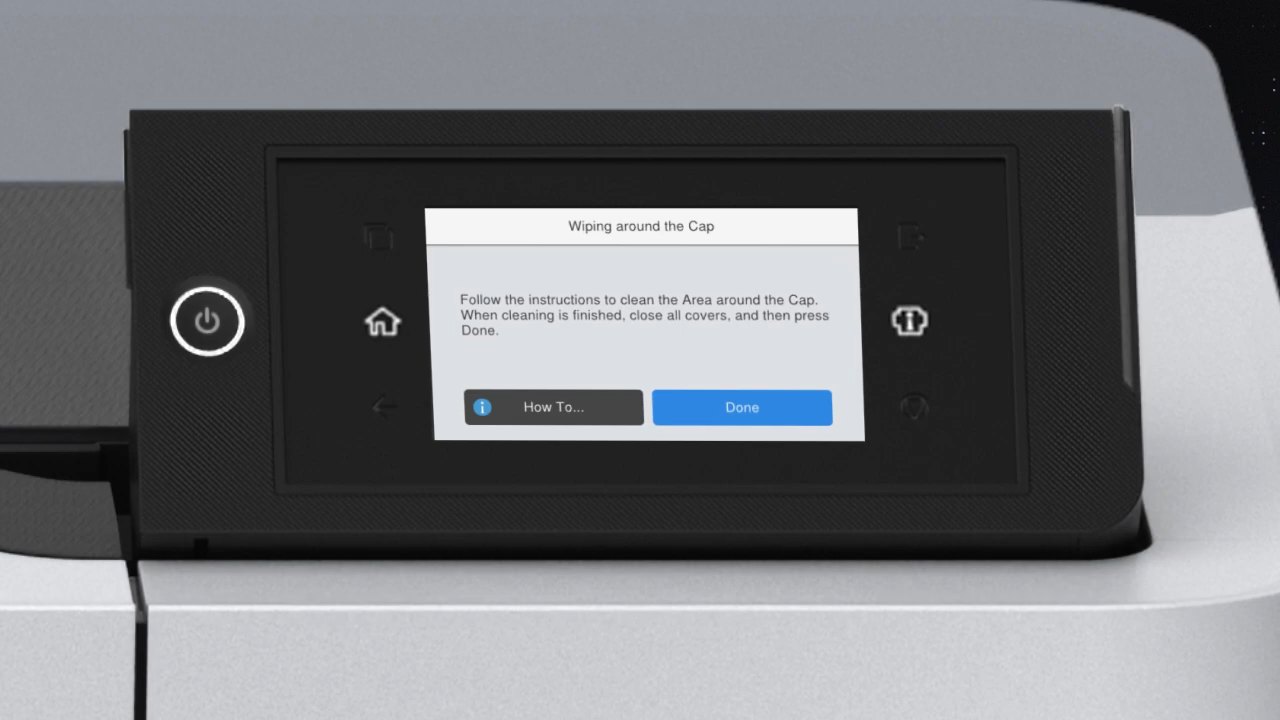 Wiping around the Cap
Follow the instructions to clean the Area around the Cap.
When cleaning is finished, close all covers, and then press
Done.
How To...
Done